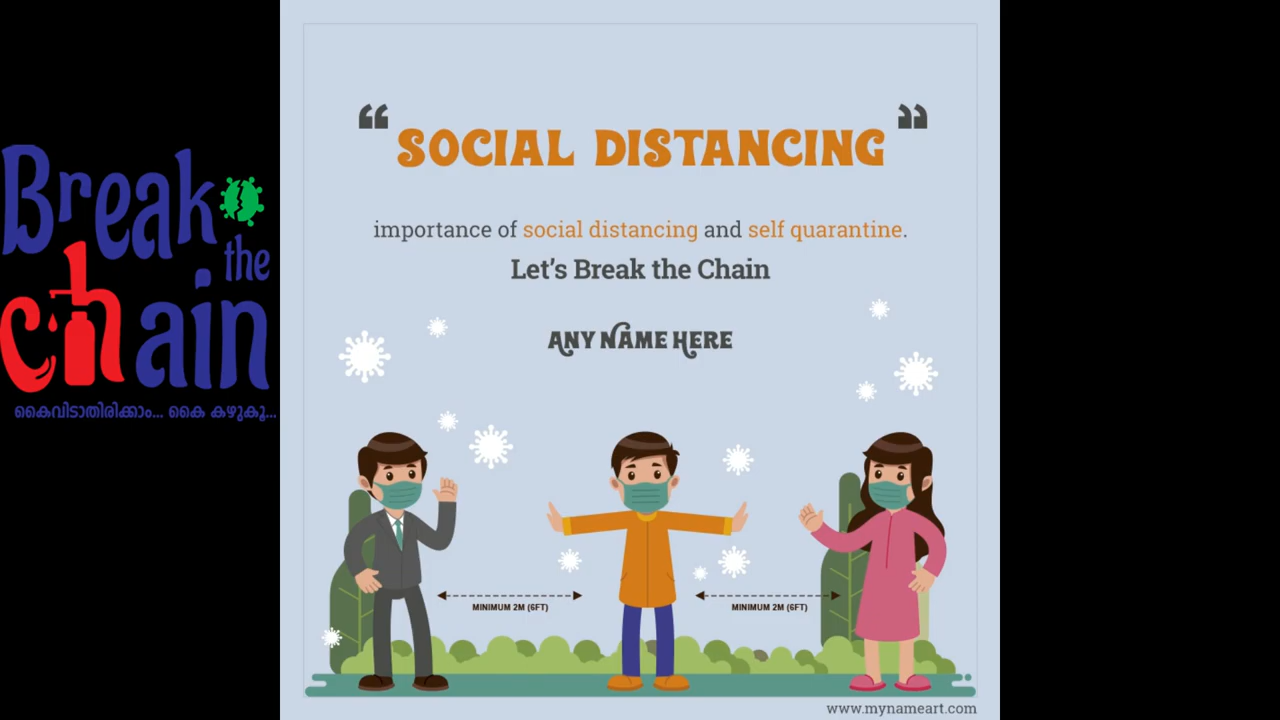 Break
the
chain
കൈവിടാതിരിക്കാം... കൈ കഴുകൂ...
“ SOCIAL DISTANCING ”
importance of social distancing and self quarantine.
Let’s Break the Chain
ANY NAME HERE
MINIMUM 2M (6FT)
MINIMUM 2M (6FT)
www.mynameart.com